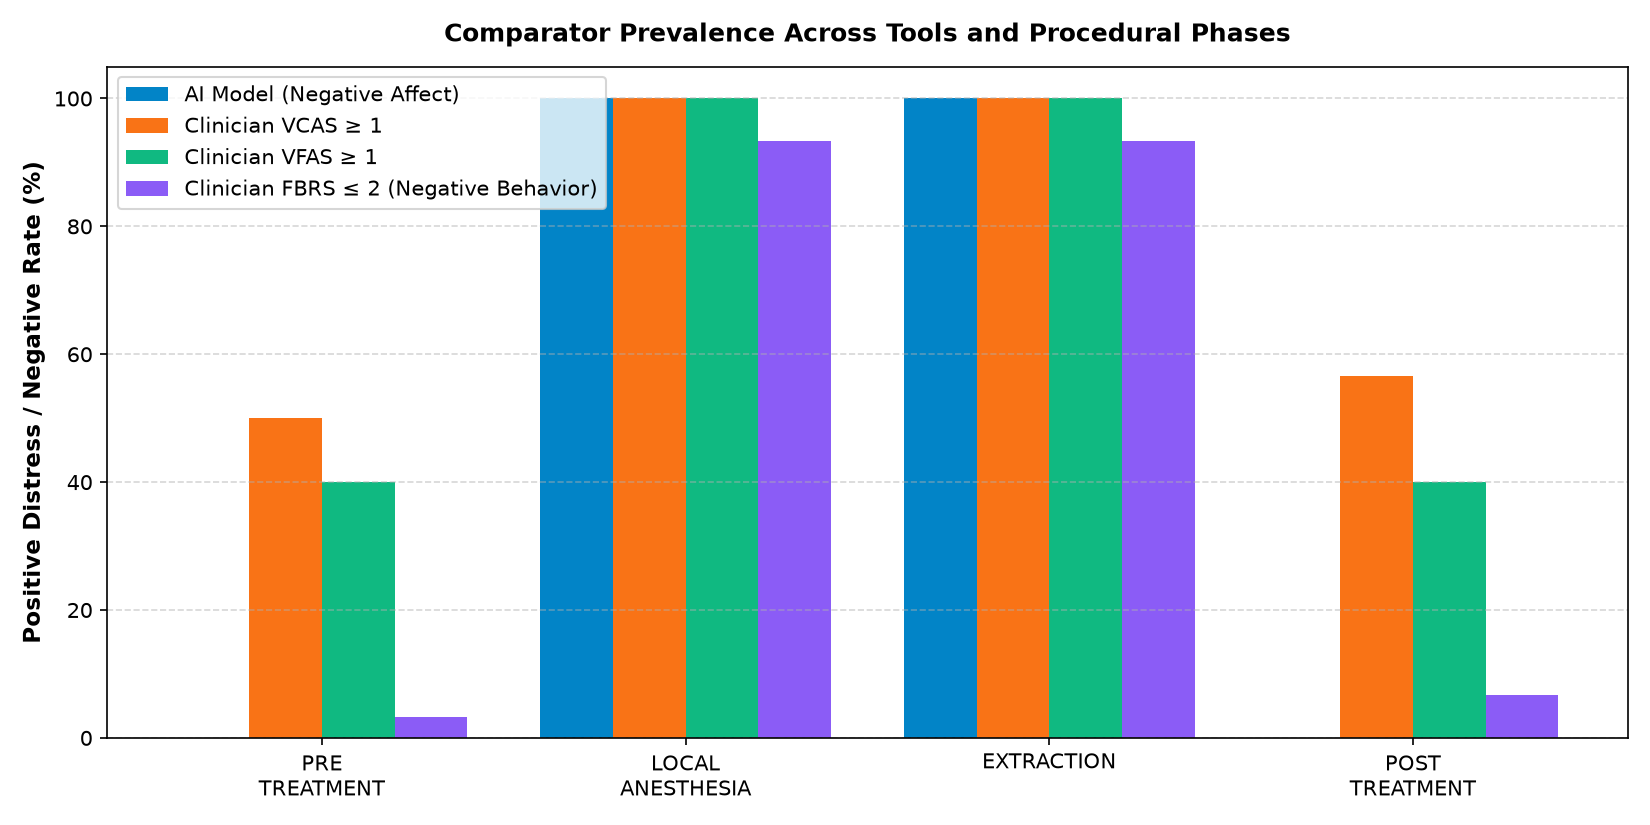 Comparator Prevalence Across Tools and Procedural Phases
AI Model (Negative Affect)
Clinician VCAS ≥ 1
Clinician VFAS ≥ 1
Clinician FBRS ≤ 2 (Negative Behavior)
Positive Distress / Negative Rate (%)
100
80
60
40
20
0
PRE
TREATMENT
LOCAL
ANESTHESIA
EXTRACTION
POST
TREATMENT